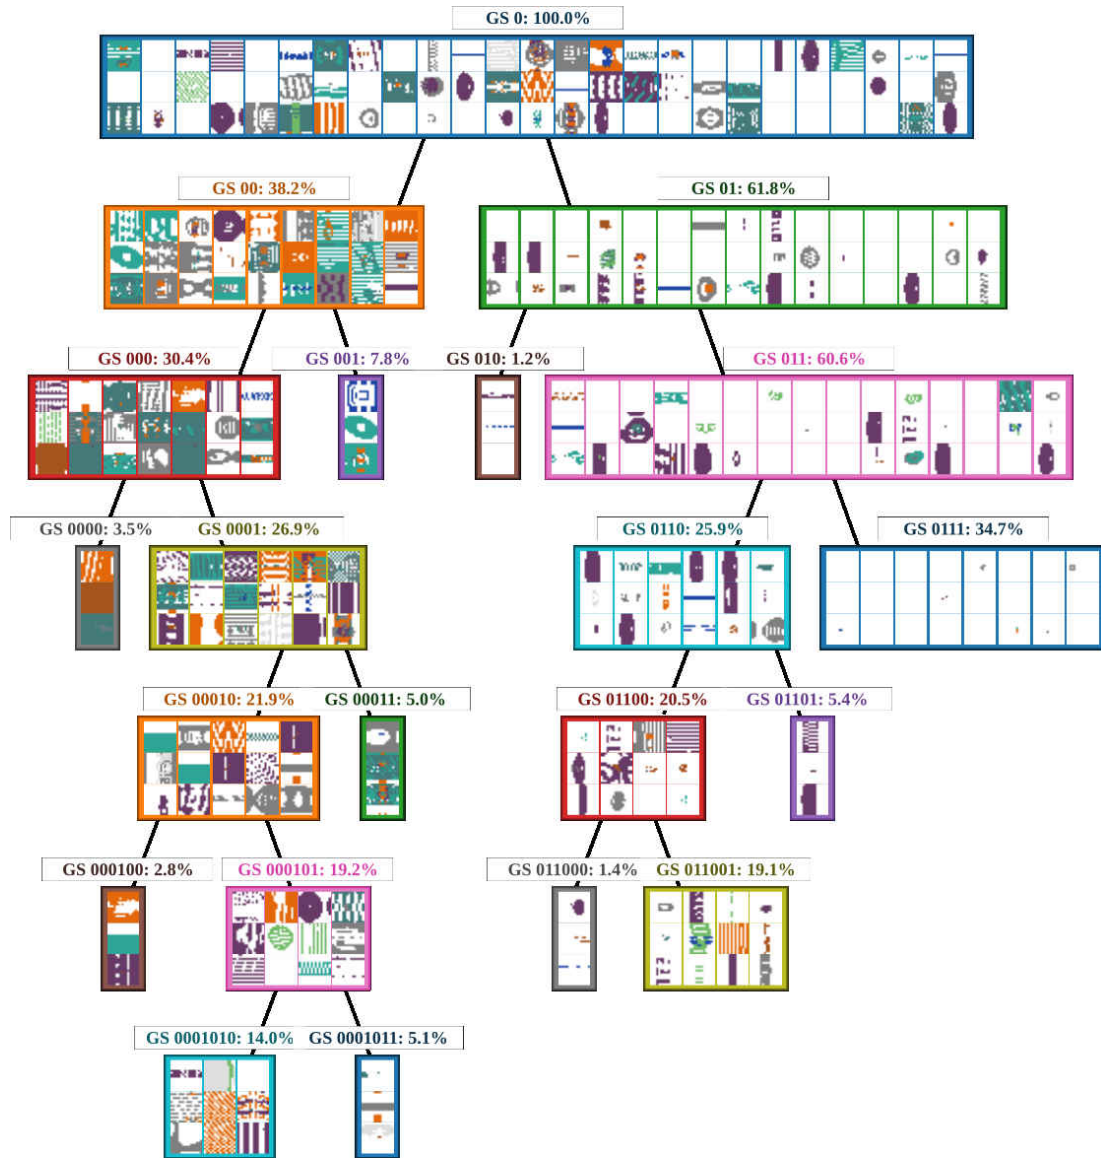 GS 0: 100.0%
GS 00: 38.2%
GS 01: 61.8%
GS 000: 30.4%
GS 001: 7.8%
GS 010: 1.2%
GS 011: 60.6%
GS 0000: 3.5%
GS 0001: 26.9%
GS 0110: 25.9%
GS 0111: 34.7%
GS 00010: 21.9%
GS 00011: 5.0%
GS 01100: 20.5%
GS 01101: 5.4%
GS 000100: 2.8%
GS 000101: 19.2%
GS 011000: 1.4%
GS 011001: 19.1%
GS 0001010: 14.0%
GS 0001011: 5.1%